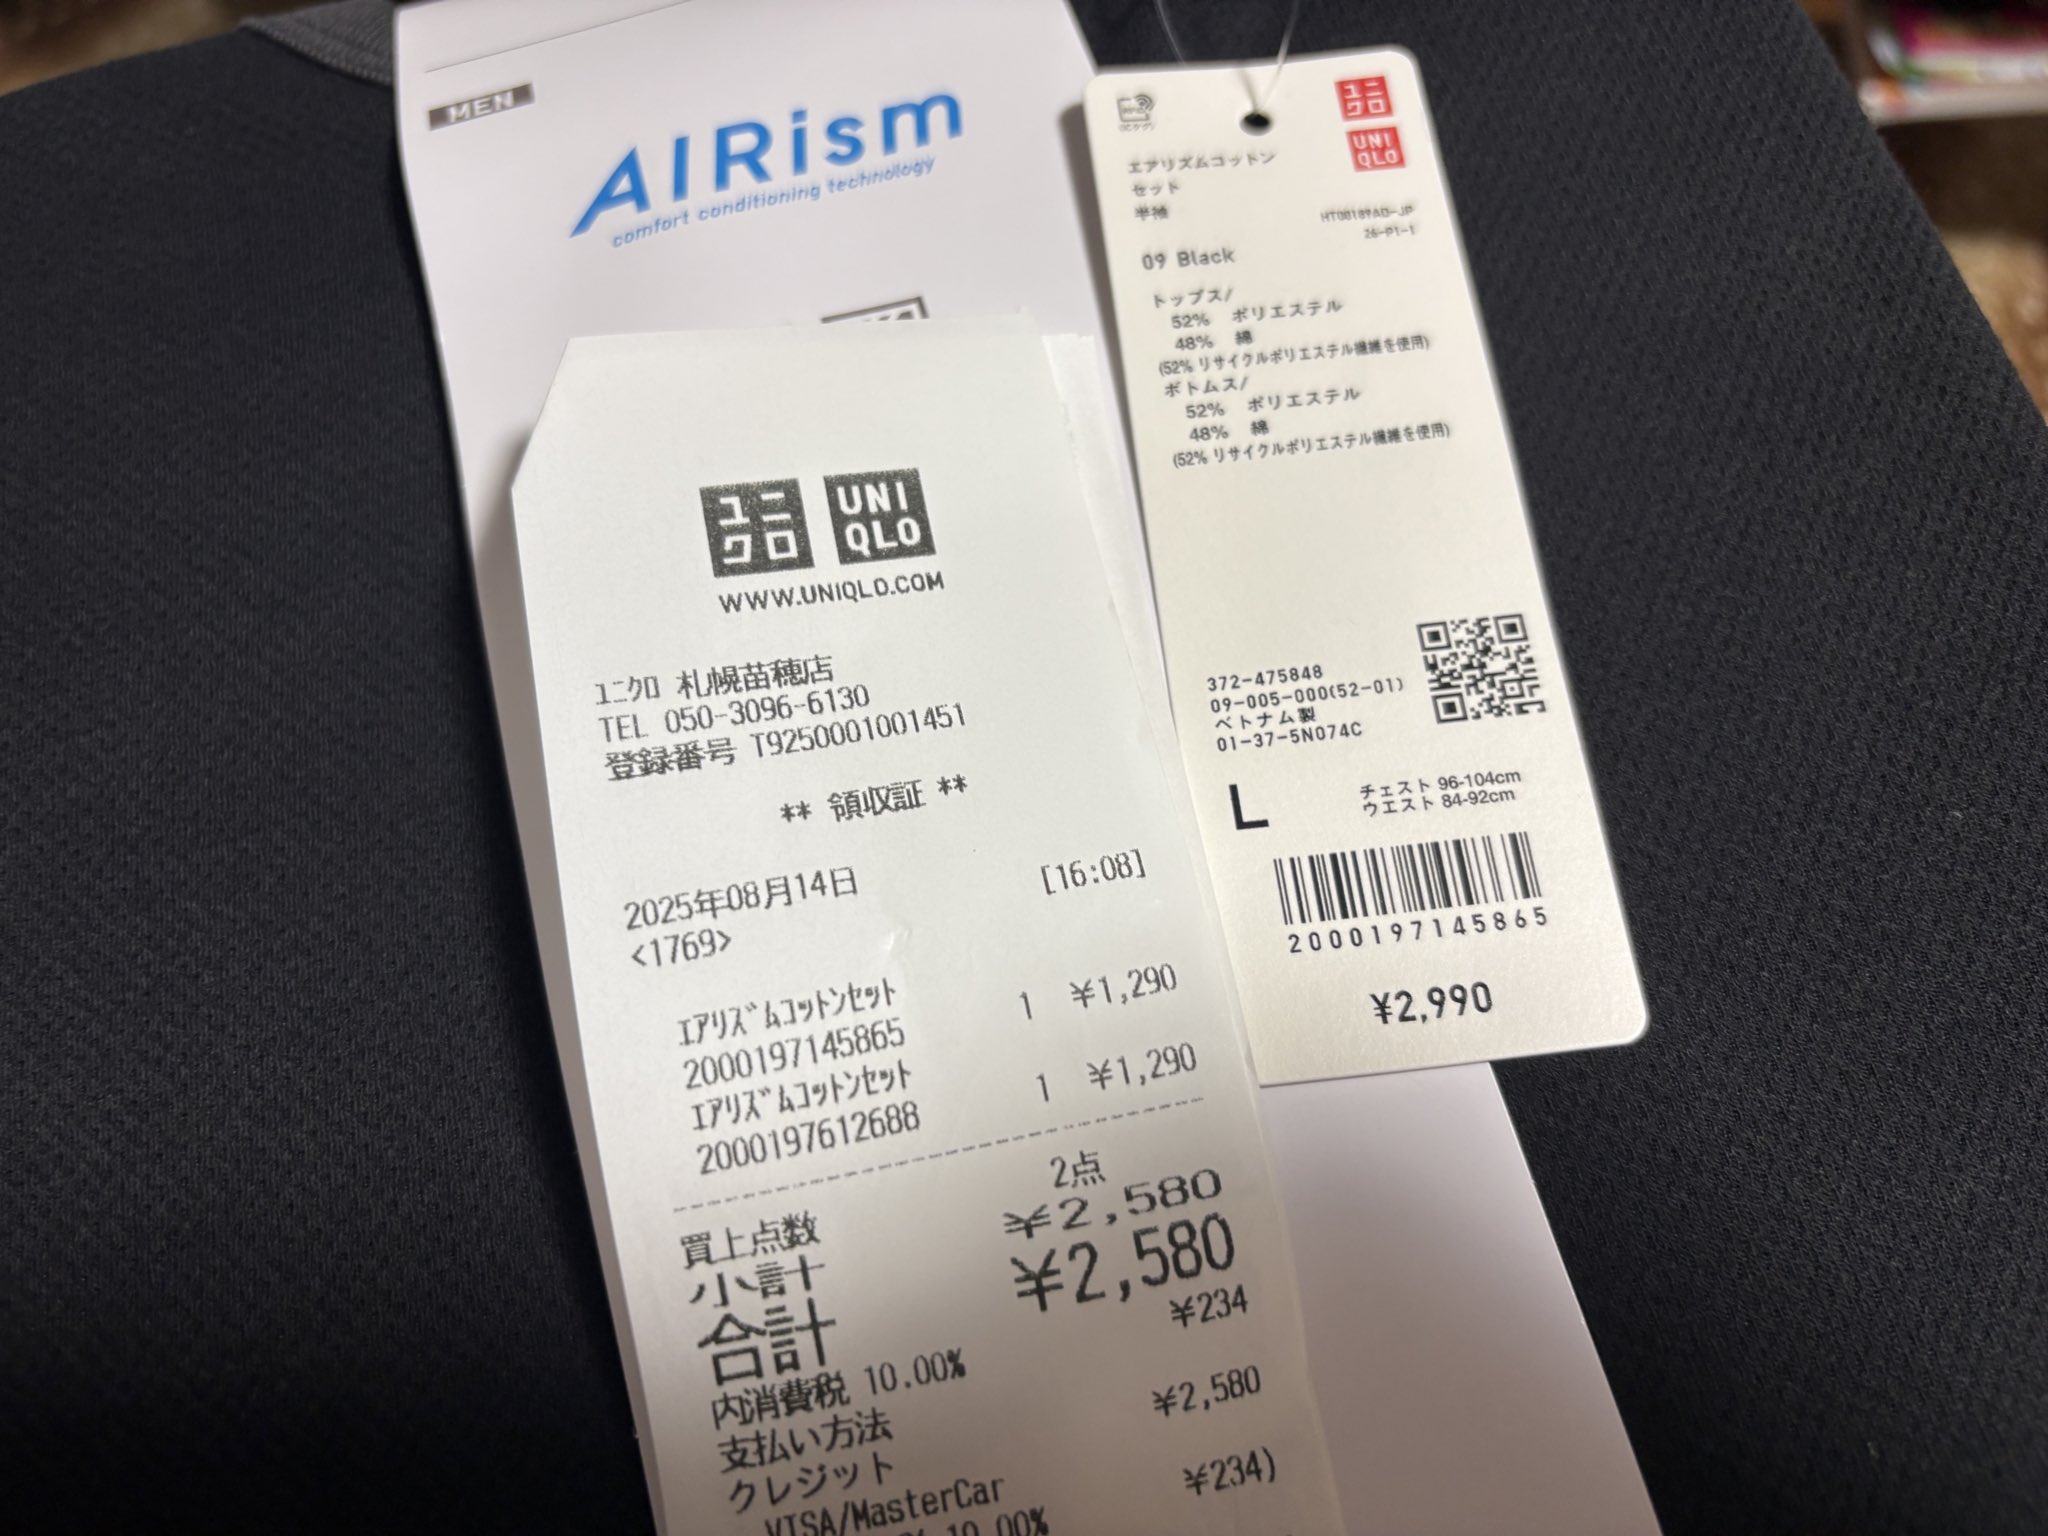 MEN
AIRism
comfort conditioning technology
ユニクロ
UNIQLO
WWW.UNIQLO.COM
ユニクロ 札幌苗穂店
TEL 050-3096-6130
登録番号 T9250001001451
** 領収証 **
2025年08月14日 [16:08]
<1769>
エアリズムコットンセット 1 ¥1,290
2000197145865
エアリズムコットンセット 1 ¥1,290
2000197612688
買上点数 2点
小計 ¥2,580
合計 ¥2,580
内消費税 10.00% ¥234
支払い方法
クレジット ¥2,580
VISA/MasterCar
10.00% ¥234)
ユニクロ
UNIQLO
エアリズムコットン
セット
半袖
HT00189AD-JP
26-P1-1
09 Black
トップス/
52% ポリエステル
48% 綿
(52% リサイクルポリエステル繊維を使用)
ボトムス/
52% ポリエステル
48% 綿
(52% リサイクルポリエステル繊維を使用)
372-475848
09-005-000(52-01)
ベトナム製
01-37-5N074C
L
チェスト 96-104cm
ウエスト 84-92cm
2000197145865
¥2,990